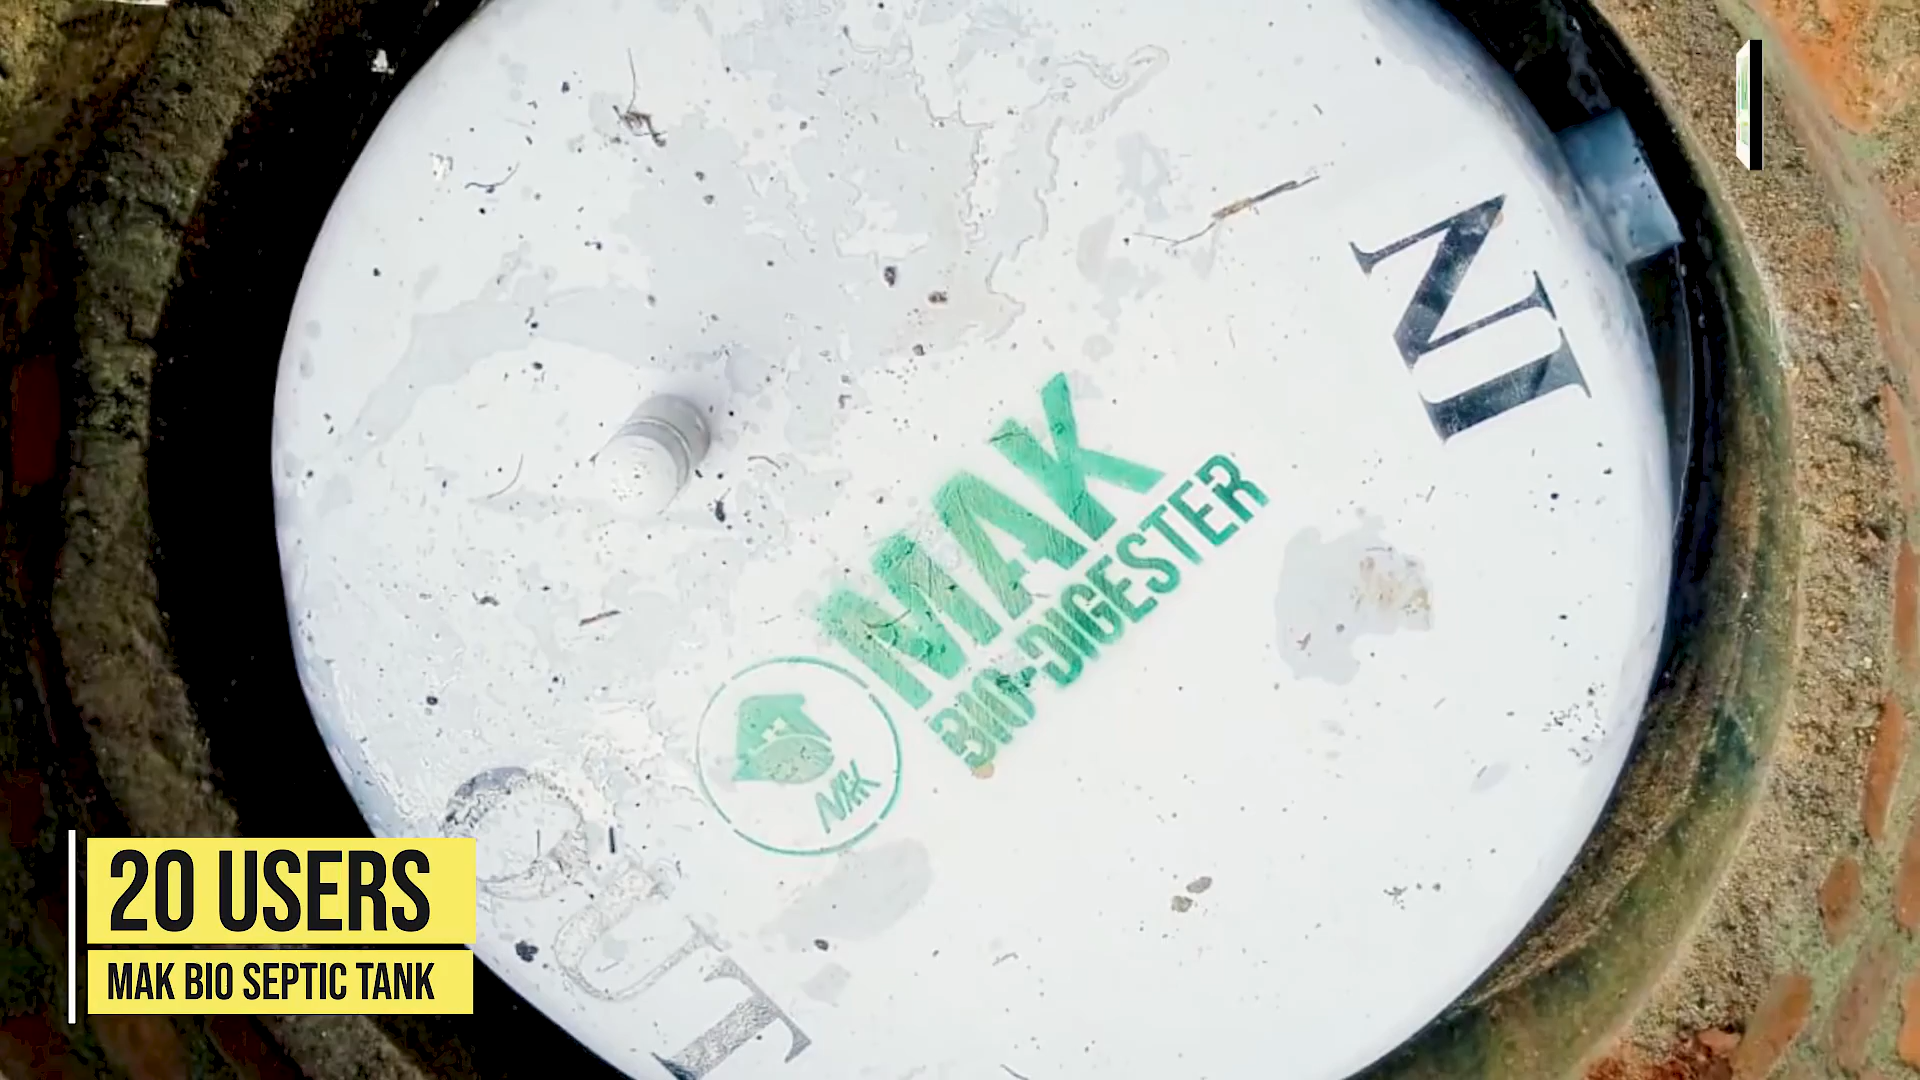 IN
MAK
BIO-DIGESTER
MAK
OUT
20 USERS
MAK BIO SEPTIC TANK